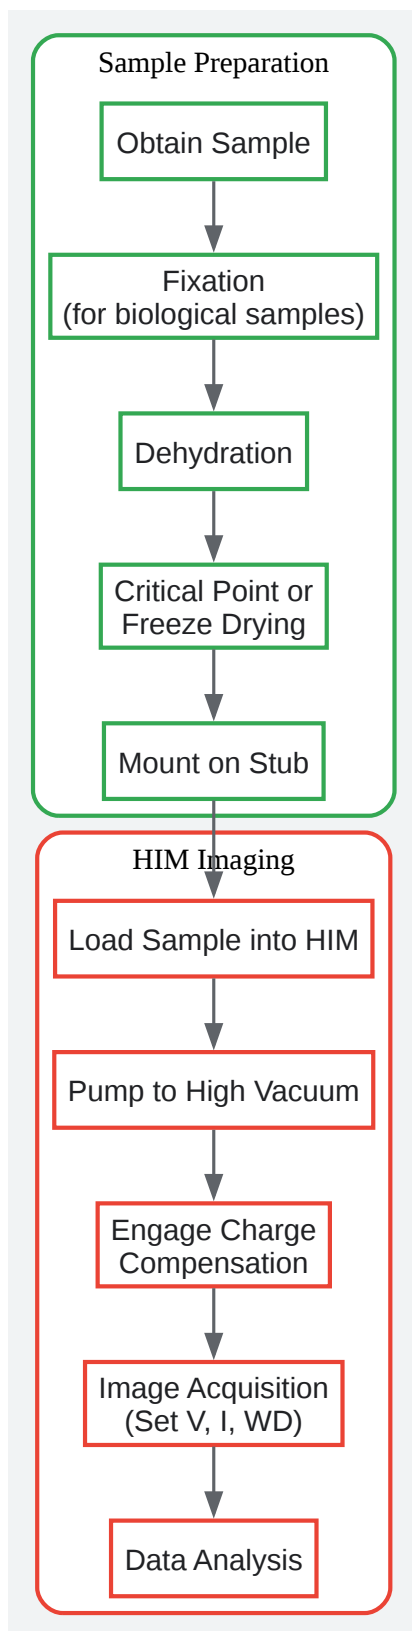 Sample Preparation
Obtain Sample
Fixation
(for biological samples)
Dehydration
Critical Point or
Freeze Drying
Mount on Stub
HIM Imaging
Load Sample into HIM
Pump to High Vacuum
Engage Charge
Compensation
Image Acquisition
(Set V, I, WD)
Data Analysis